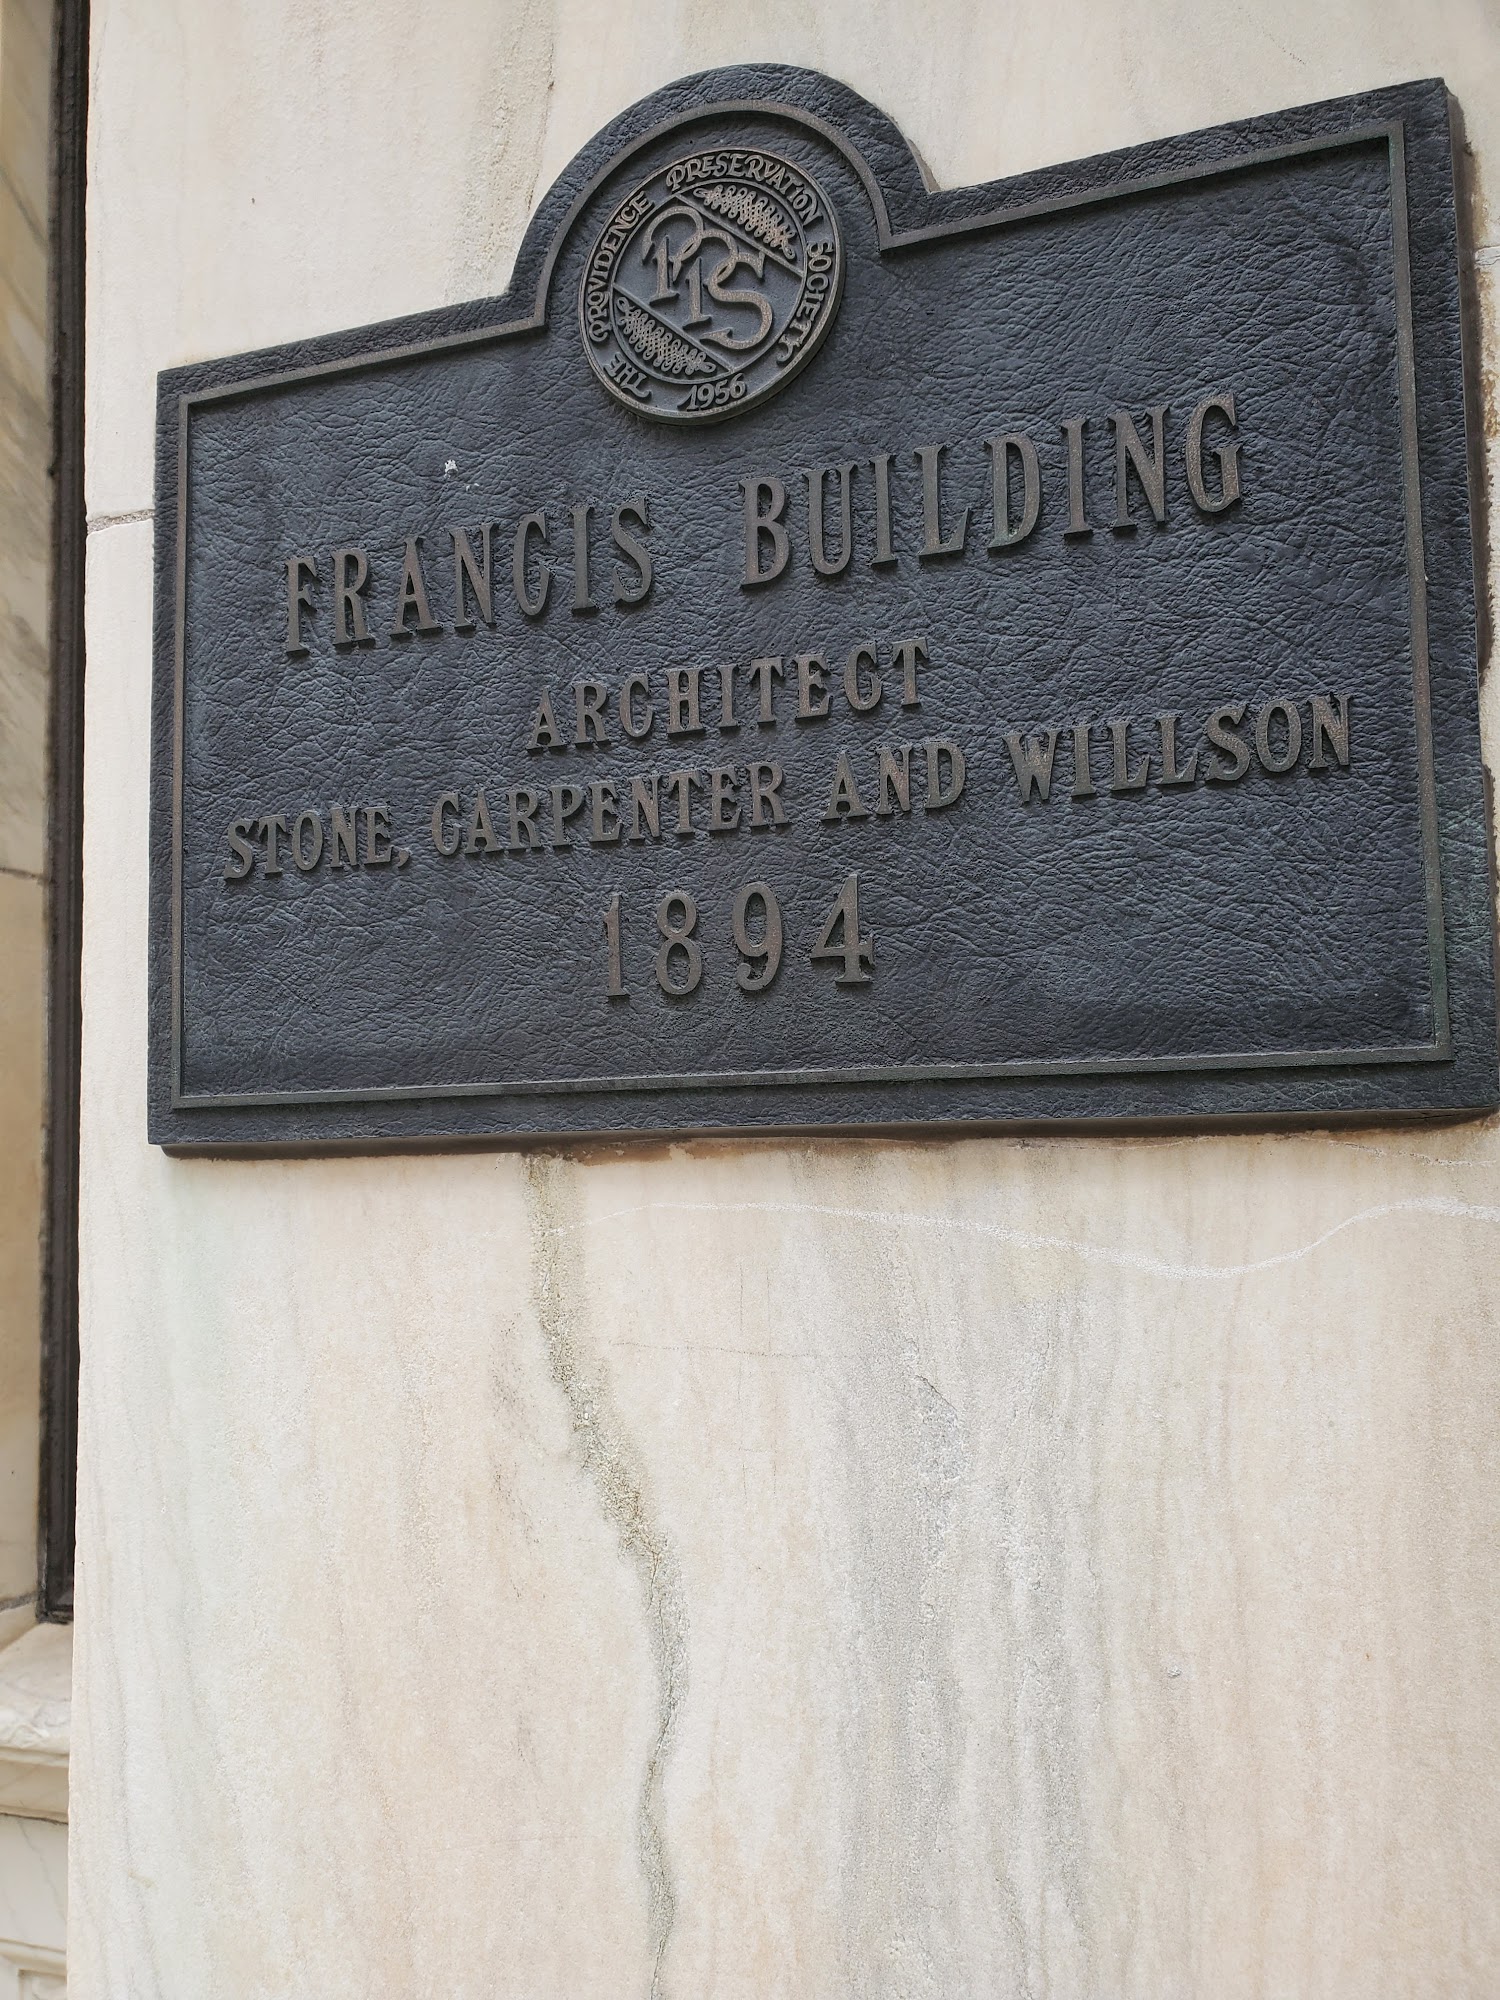 THE PROVIDENCE PRESERVATION SOCIETY
1956
PPS
FRANCIS BUILDING
ARCHITECT
STONE, CARPENTER AND WILLSON
1894